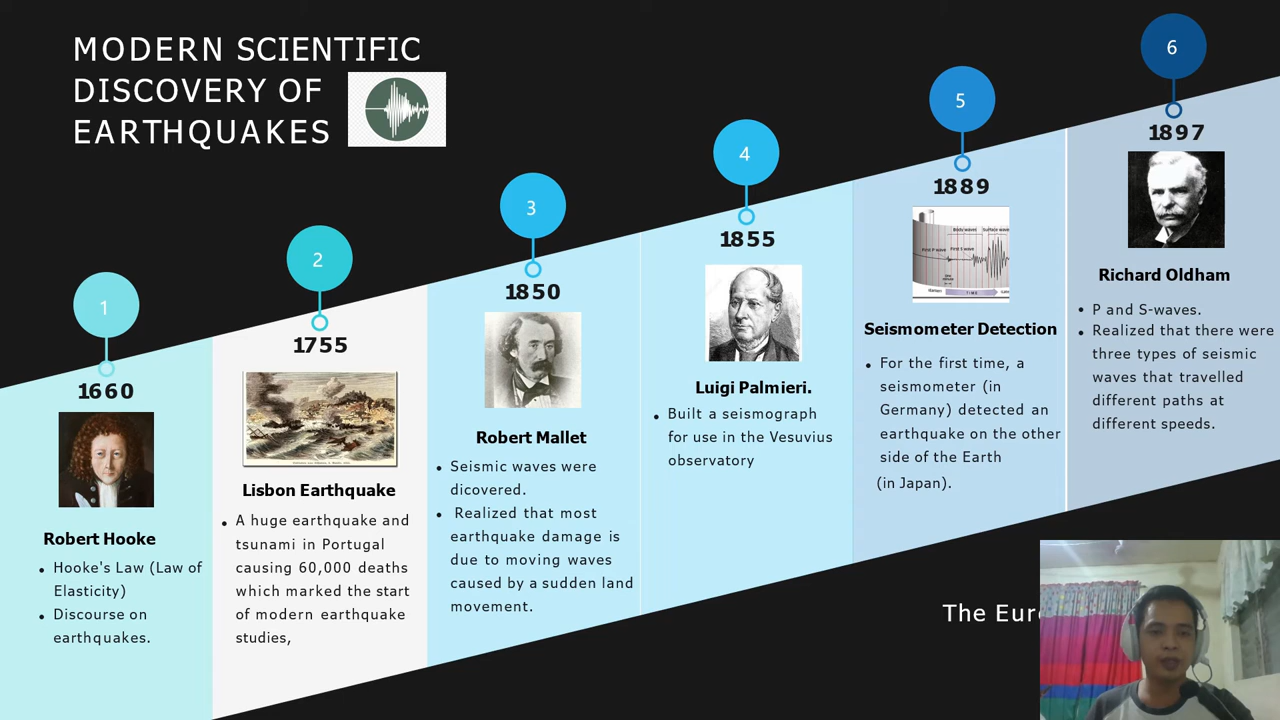 MODERN SCIENTIFIC
DISCOVERY OF
EARTHQUAKES
1
1660
Robert Hooke
• Hooke's Law (Law of
Elasticity)
• Discourse on
earthquakes.
2
1755
Lisbon Earthquake
• A huge earthquake and
tsunami in Portugal
causing 60,000 deaths
which marked the start
of modern earthquake
studies,
3
1850
Robert Mallet
• Seismic waves were
dicovered.
• Realized that most
earthquake damage is
due to moving waves
caused by a sudden land
movement.
4
1855
Luigi Palmieri.
• Built a seismograph
for use in the Vesuvius
observatory
5
1889
Body waves
First P wave
First S wave
Seismometer Detection
• For the first time, a
seismometer (in
Germany) detected an
earthquake on the other
side of the Earth
(in Japan).
6
1897
Richard Oldham
• P and S-waves.
• Realized that there were
three types of seismic
waves that travelled
different paths at
different speeds.
The Eur